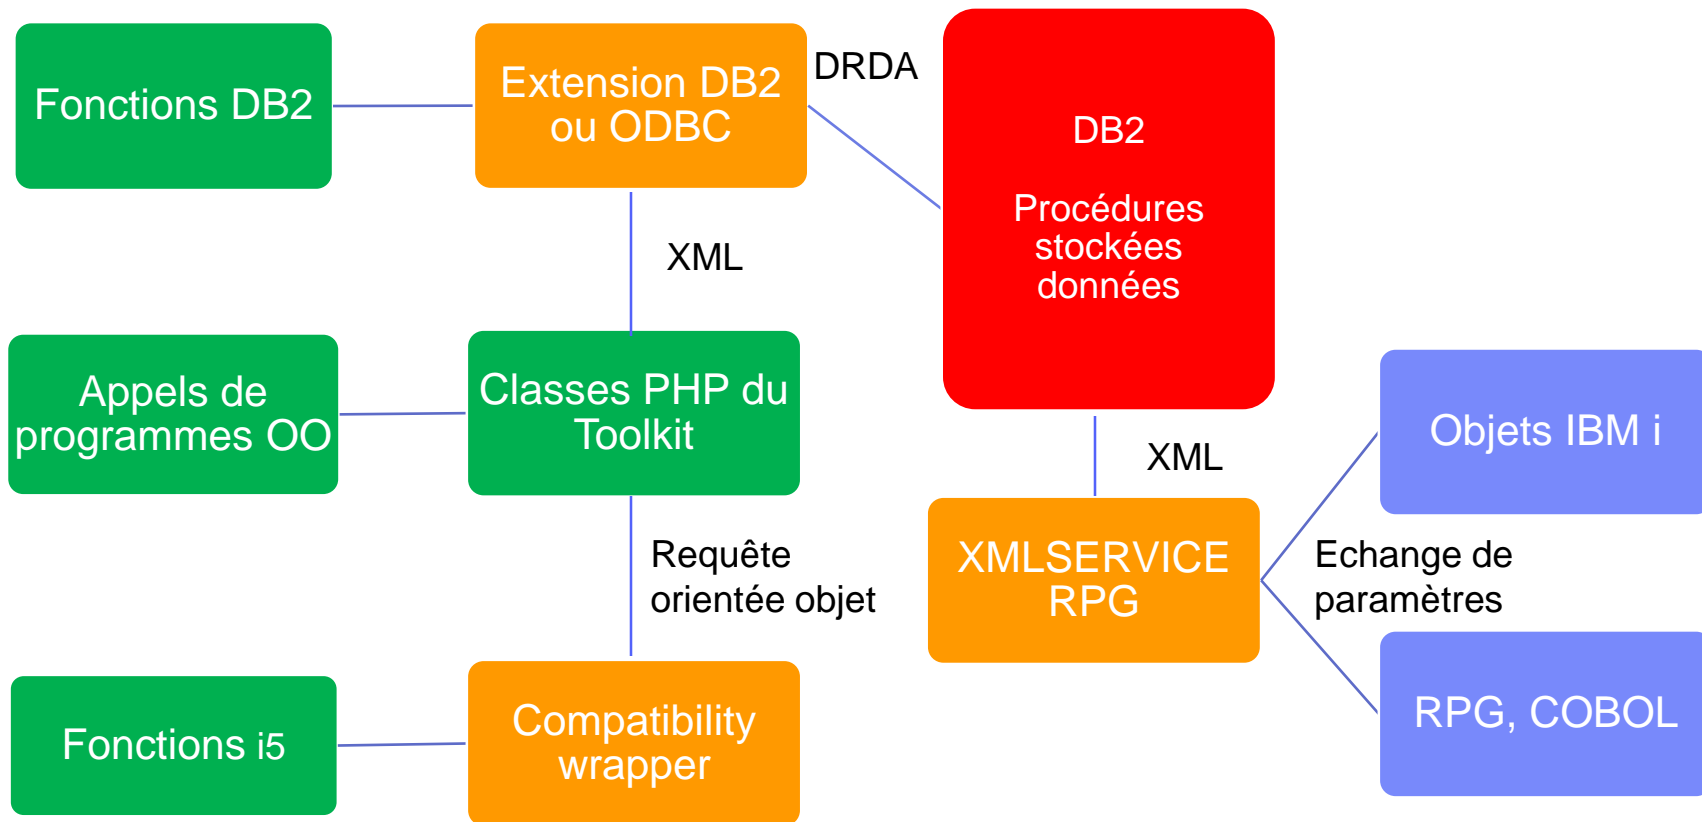 Fonctions DB2
Extension DB2
ou ODBC
DRDA
DB2
Procédures
stockées
données
XML
Appels de
programmes OO
Classes PHP du
Toolkit
Objets IBM i
XML
Requête
orientée objet
XMLSERVICE
RPG
Echange de
paramètres
Fonctions i5
Compatibility
wrapper
RPG, COBOL